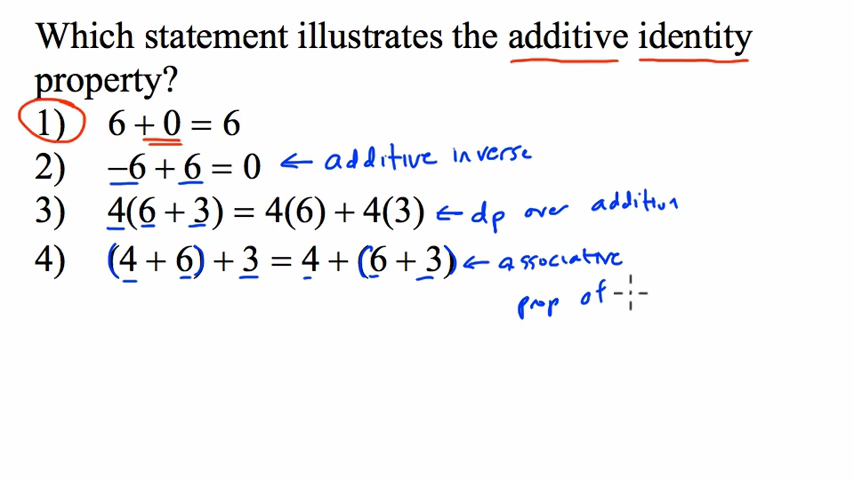 Which statement illustrates the additive identity
property?
1) 6 + 0 = 6
2) −6 + 6 = 0 ← additive inverse
3) 4(6 + 3) = 4(6) + 4(3) ← dp over addition
4) (4 + 6) + 3 = 4 + (6 + 3) ← associative
prop of